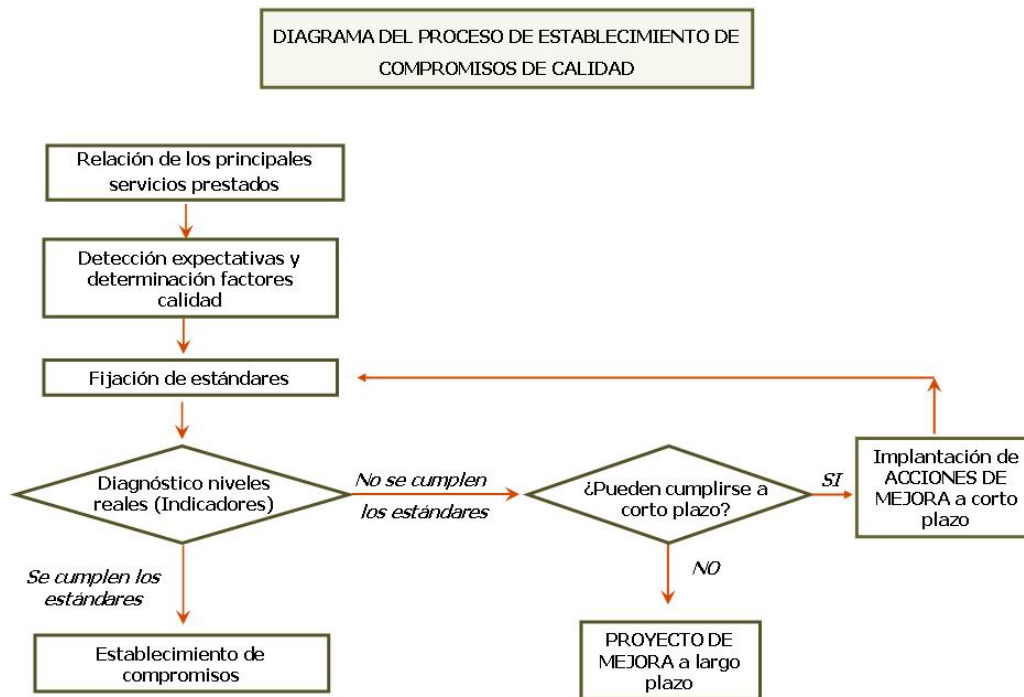 DIAGRAMA DEL PROCESO DE ESTABLECIMIENTO DE
COMPROMISOS DE CALIDAD
Relación de los principales
servicios prestados
Detección expectativas y
determinación factores
calidad
Fijación de estándares
Diagnóstico niveles
reales (Indicadores)
No se cumplen
los estándares
¿Pueden cumplirse a
corto plazo?
SI
Implantación de
ACCIONES DE
MEJORA a corto
plazo
Se cumplen los
estándares
NO
Establecimiento de
compromisos
PROYECTO DE
MEJORA a largo
plazo